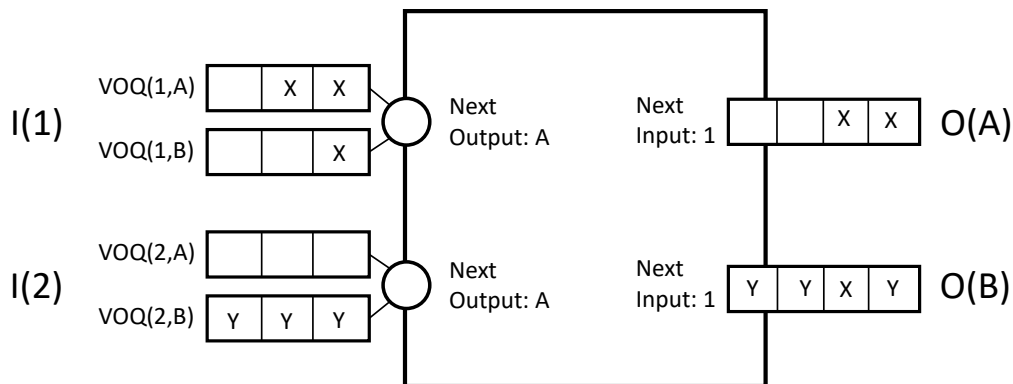 VOQ(1,A)
X X
I(1)
Next
Output: A
VOQ(1,B)
X
Next
Input: 1
X X
O(A)
VOQ(2,A)
I(2)
Next
Output: A
VOQ(2,B)
Y Y Y
Next
Input: 1
Y Y X Y
O(B)